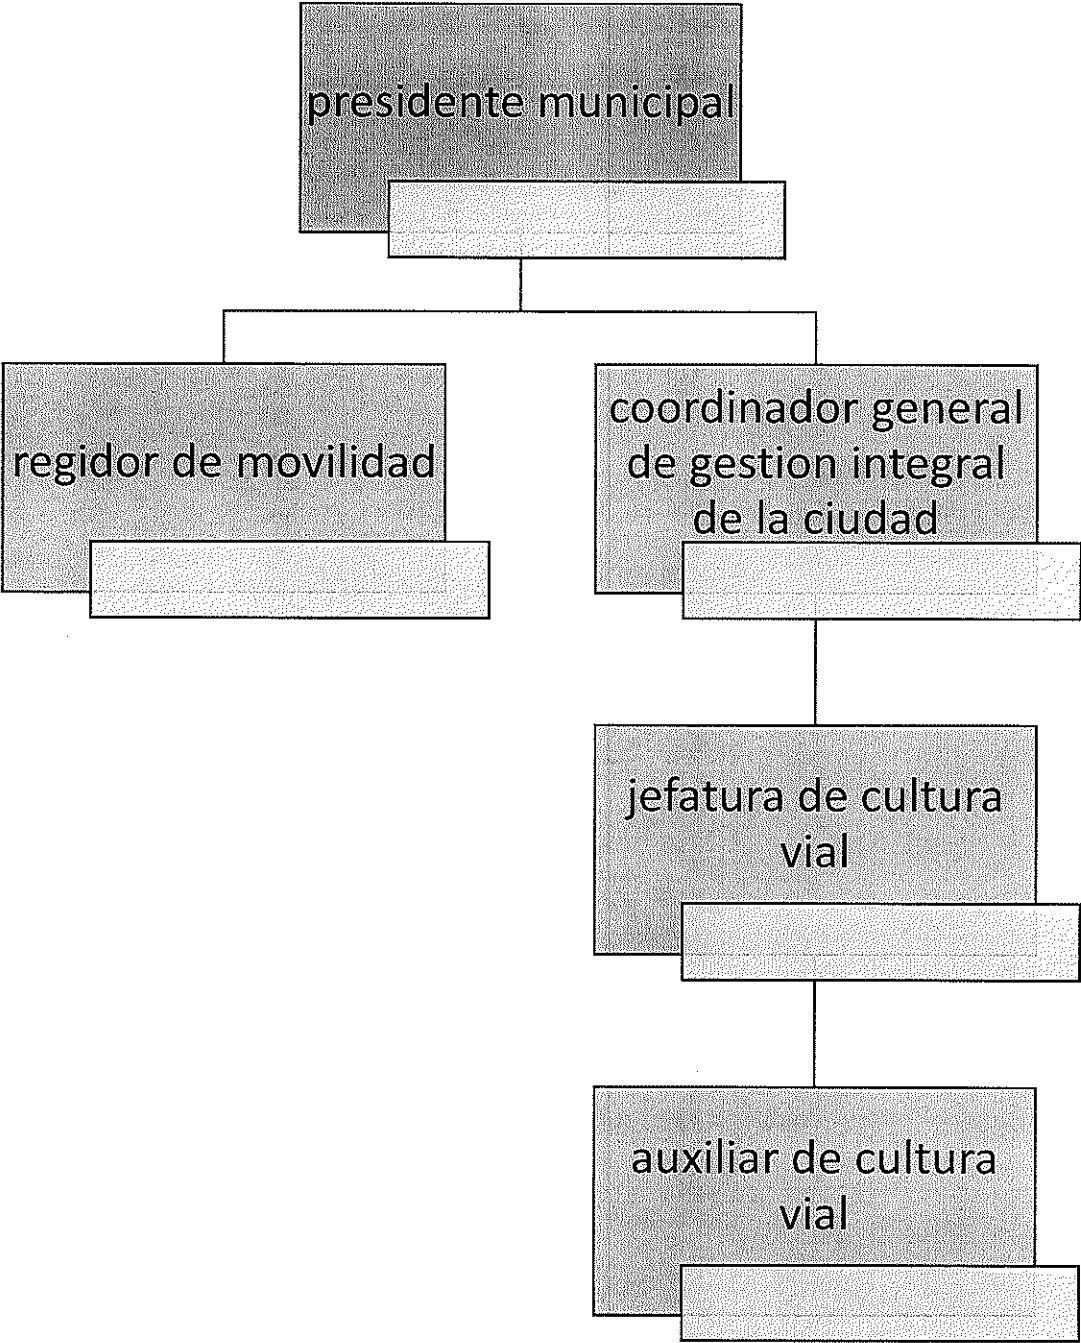 presidente municipal
regidor de movilidad
coordinador general
de gestion integral
de la ciudad
jefatura de cultura
vial
auxiliar de cultura
vial